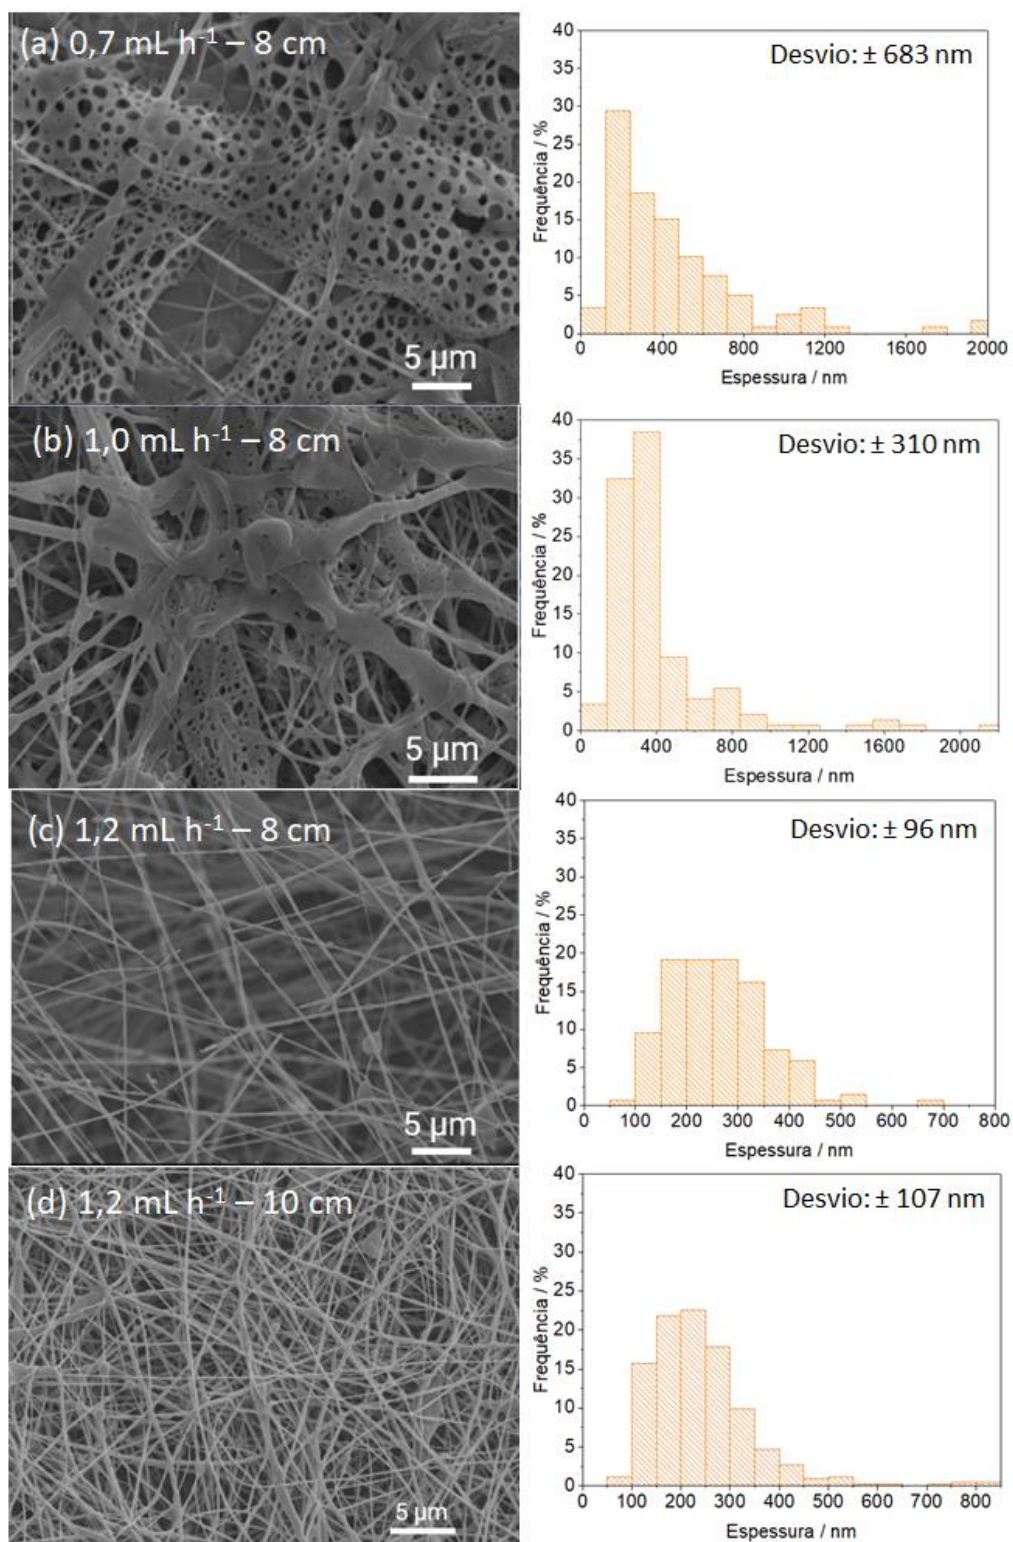 (a) 0,7 mL h⁻¹ – 8 cm
5 µm
Desvio: ± 683 nm
Frequência / %
40
35
30
25
20
15
10
5
0
0 400 800 1200 1600 2000
Espessura / nm
(b) 1,0 mL h⁻¹ – 8 cm
5 µm
Desvio: ± 310 nm
Frequência / %
40
35
30
25
20
15
10
5
0
0 400 800 1200 1600 2000
Espessura / nm
(c) 1,2 mL h⁻¹ – 8 cm
5 µm
Desvio: ± 96 nm
Frequência / %
40
35
30
25
20
15
10
5
0
0 100 200 300 400 500 600 700 800
Espessura / nm
(d) 1,2 mL h⁻¹ – 10 cm
5 µm
Desvio: ± 107 nm
Frequência / %
40
35
30
25
20
15
10
5
0
0 100 200 300 400 500 600 700 800
Espessura / nm